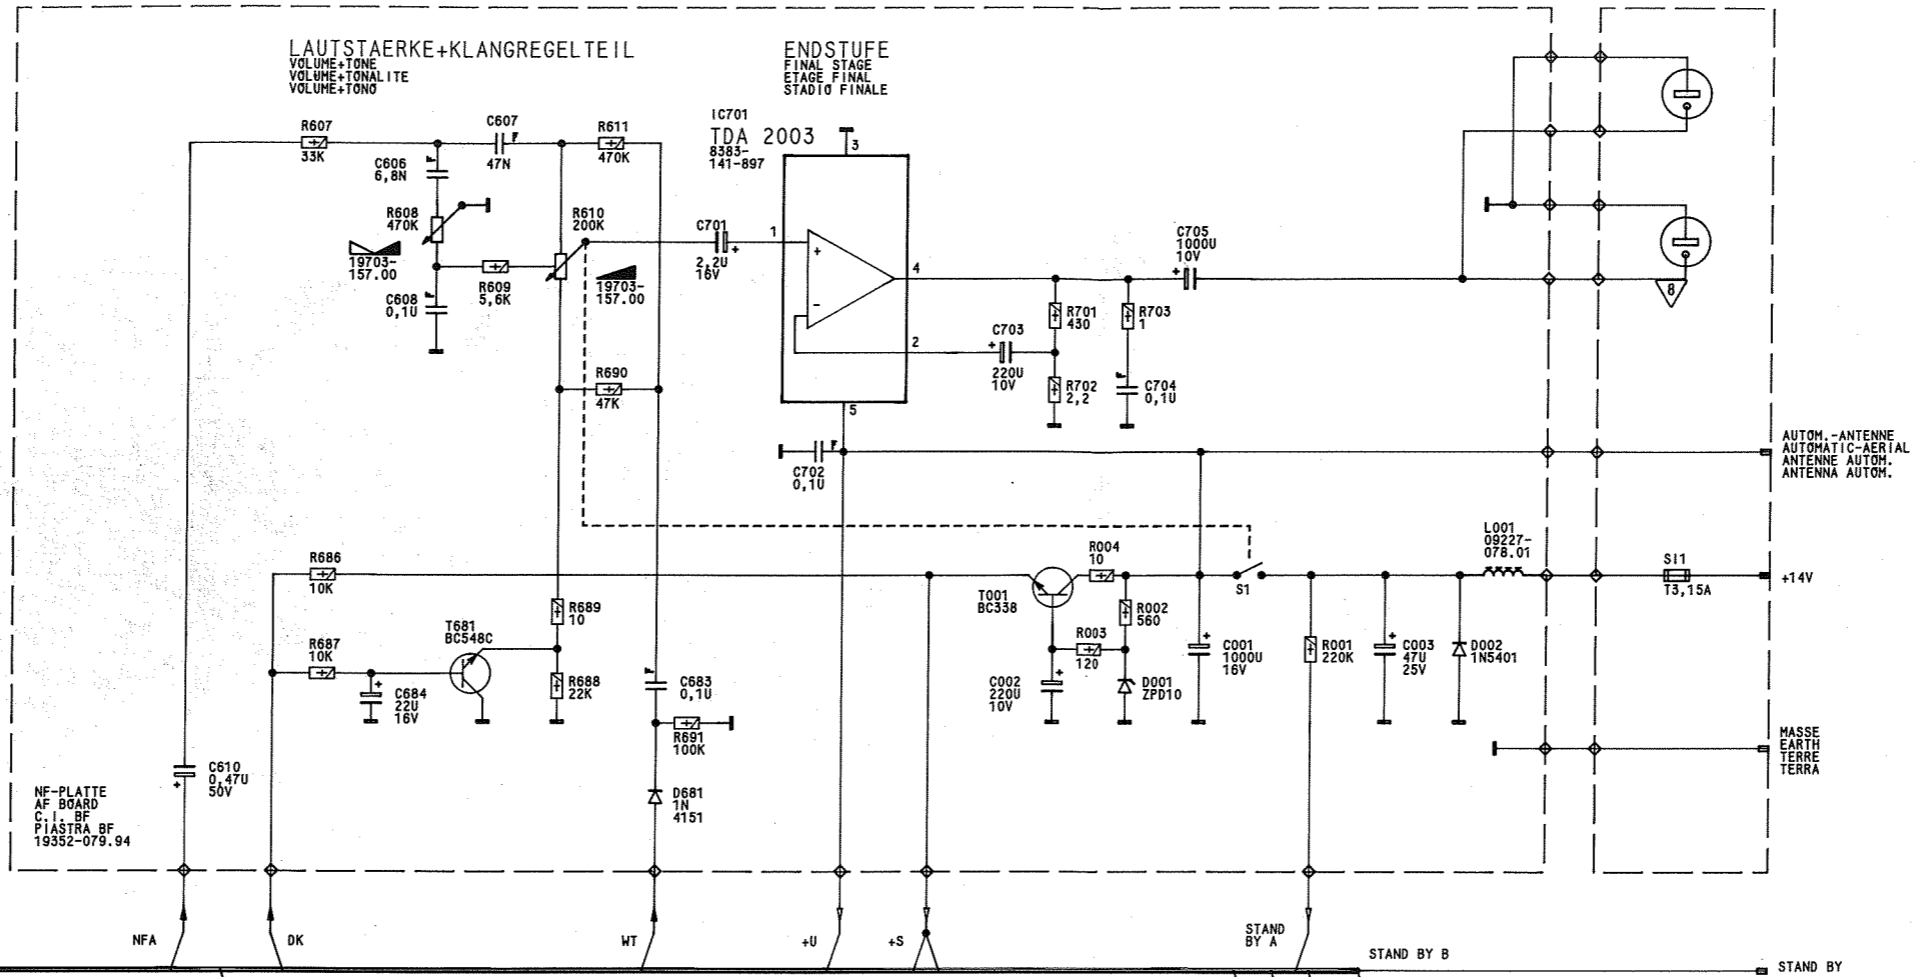 LAUTSTAERKE+KLANGREGELTEIL
VOLUME+TONE
VOLUME+TONALITE
VOLUME+TONO
ENDSTUFE
FINAL STAGE
ETAGE FINAL
STADIO FINALE
IC701
TDA 2003
8383-
141-897
3
1
4
2
5
+
-
R607
33K
C607
47N
R611
470K
C606
6,8N
R608
470K
19703-
157.00
R609
5,6K
C608
0,1U
R610
200K
19703-
157.00
C701
+
2,2U
16V
C705
1000U
10V
+
8
R701
430
R703
1
C703
+
220U
10V
R702
2,2
C704
0,1U
R690
47K
C702
0,1U
AUTOM.-ANTENNE
AUTOMATIC-AERIAL
ANTENNE AUTOM.
ANTENNA AUTOM.
R686
10K
R687
10K
T681
BC548C
+
C684
22U
16V
R689
10
R688
22K
C683
0,1U
R691
100K
D681
1N
4151
R004
10
T001
BC338
R003
120
R002
560
+
C002
220U
10V
D001
ZPD10
S1
+
C001
1000U
16V
R001
220K
+
C003
47U
25V
D002
1N5401
L001
09227-
078.01
SI1
T3,15A
+14V
MASSE
EARTH
TERRE
TERRA
C610
0,47U
50V
+
NF-PLATTE
AF BOARD
C.I. BF
PIASTRA BF
19352-079.94
NFA
DK
WT
+U
+S
STAND
BY A
STAND BY B
STAND BY